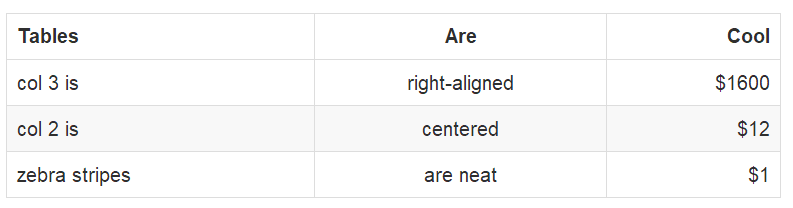 Tables Are Cool
col 3 is right-aligned $1600
col 2 is centered $12
zebra stripes are neat $1